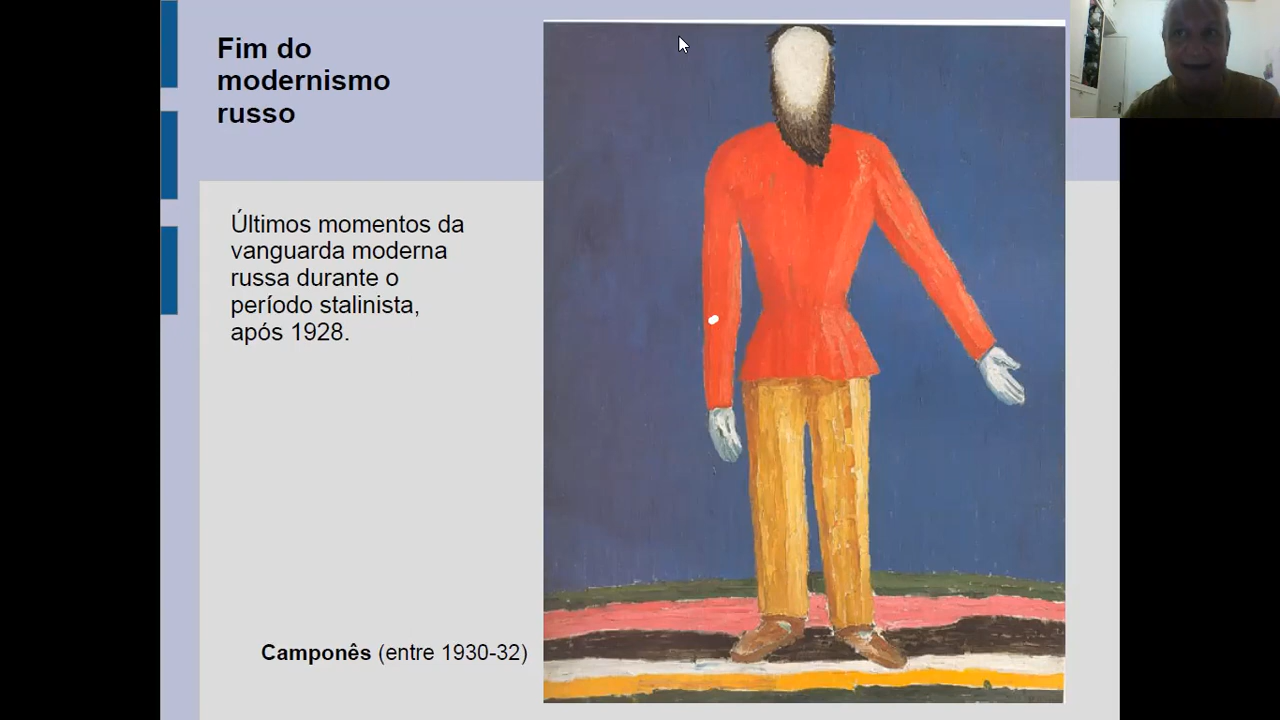 Fim do
modernismo
russo
Últimos momentos da
vanguarda moderna
russa durante o
período stalinista,
após 1928.
Camponês (entre 1930-32)